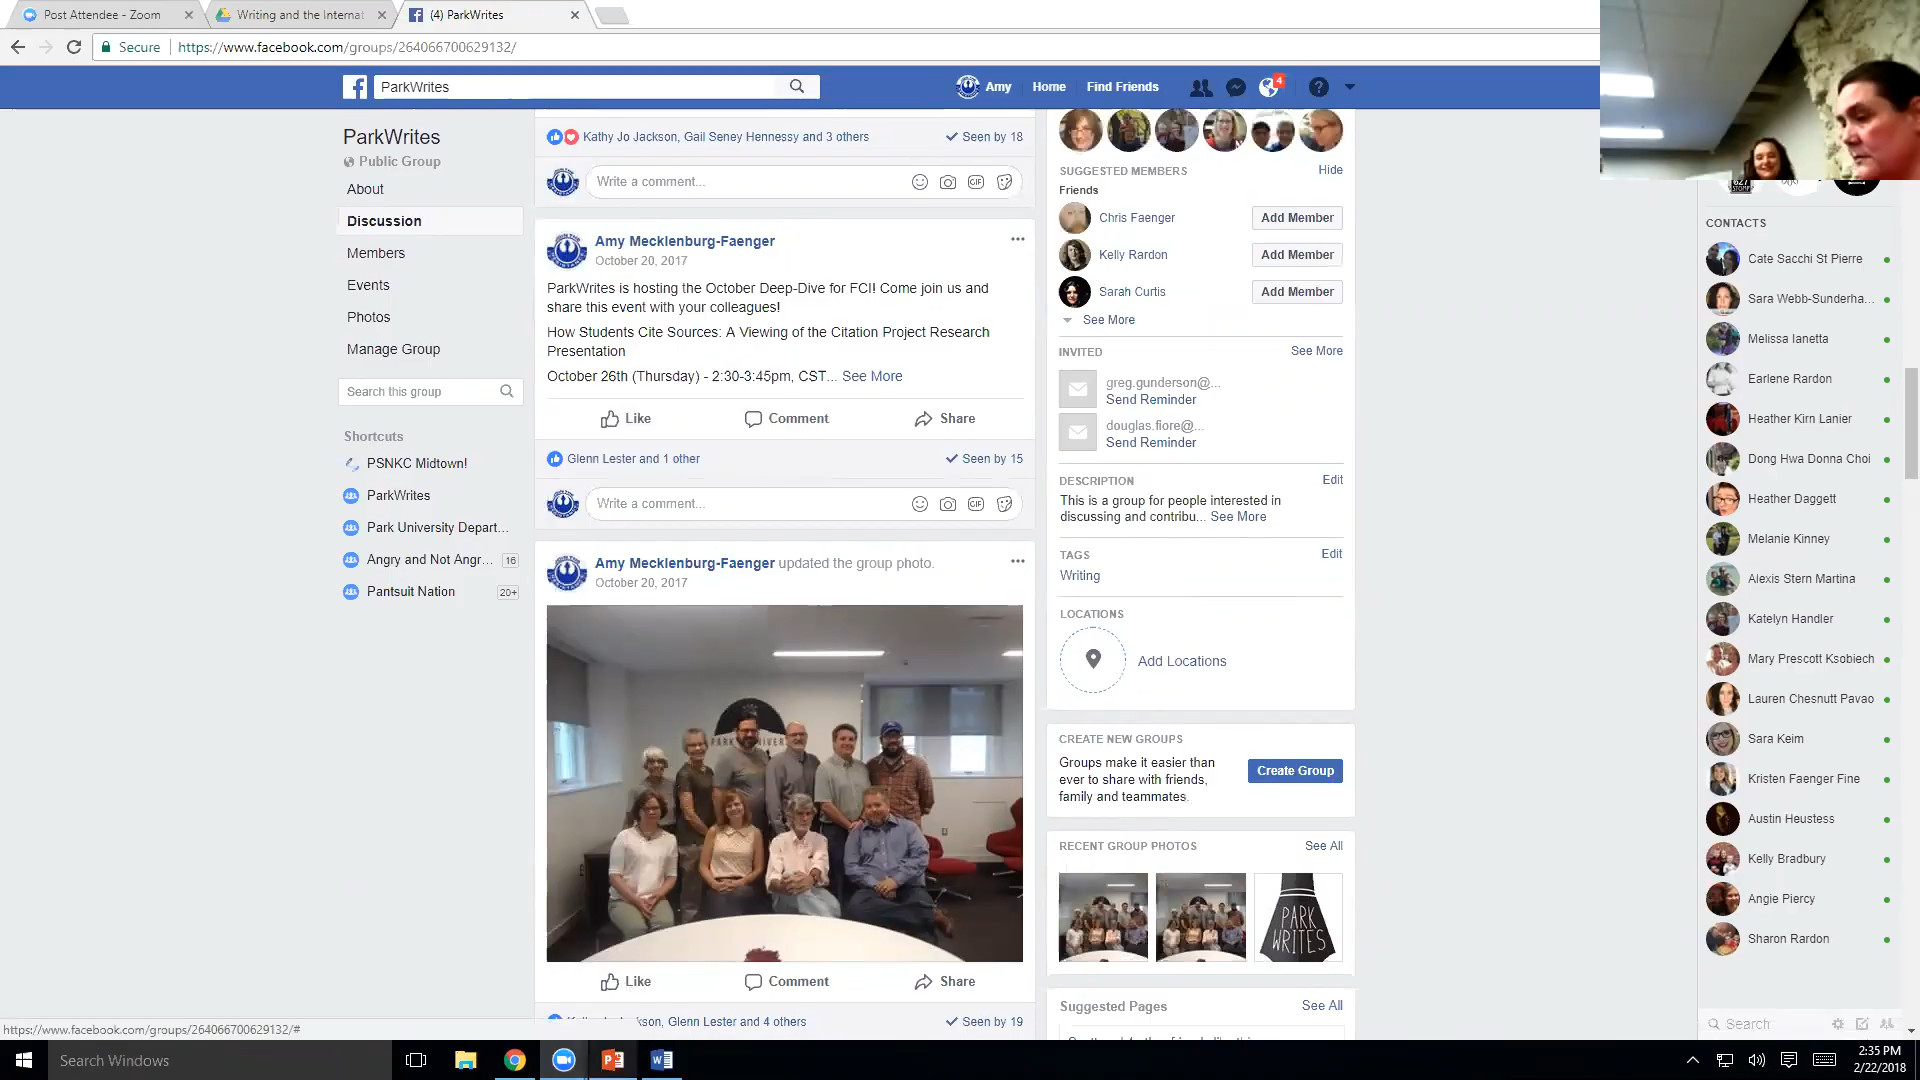 Post Attendee - Zoom
Writing and the Internat
(4) ParkWrites
Secure
https://www.facebook.com/groups/264066700629132/
ParkWrites
Amy
Home
Find Friends
4
ParkWrites
Public Group
About
Discussion
Members
Events
Photos
Manage Group
Search this group
Shortcuts
PSNKC Midtown!
ParkWrites
Park University Depart...
Angry and Not Angr... 16
Pantsuit Nation 20+
Kathy Jo Jackson, Gail Seney Hennessy and 3 others
Seen by 18
Write a comment...
GIF
Amy Mecklenburg-Faenger
October 20, 2017
ParkWrites is hosting the October Deep-Dive for FCI! Come join us and
share this event with your colleagues!
How Students Cite Sources: A Viewing of the Citation Project Research
Presentation
October 26th (Thursday) - 2:30-3:45pm, CST... See More
Like
Comment
Share
Glenn Lester and 1 other
Seen by 15
Write a comment...
GIF
Amy Mecklenburg-Faenger updated the group photo.
October 20, 2017
Like
Comment
Share
Glenn Lester and 4 others
Seen by 19
SUGGESTED MEMBERS
Hide
Friends
Chris Faenger
Add Member
Kelly Rardon
Add Member
Sarah Curtis
Add Member
See More
INVITED
See More
greg.gunderson@...
Send Reminder
douglas.fiore@...
Send Reminder
DESCRIPTION
Edit
This is a group for people interested in
discussing and contribu... See More
TAGS
Edit
Writing
LOCATIONS
Add Locations
CREATE NEW GROUPS
Groups make it easier than
ever to share with friends,
family and teammates.
Create Group
RECENT GROUP PHOTOS
See All
PARK
WRITES
Suggested Pages
See All
CONTACTS
Cate Sacchi St Pierre
Sara Webb-Sunderha...
Melissa Ianetta
Earlene Rardon
Heather Kirn Lanier
Dong Hwa Donna Choi
Heather Daggett
Melanie Kinney
Alexis Stern Martina
Katelyn Handler
Mary Prescott Ksobiech
Lauren Chesnutt Pavao
Sara Keim
Kristen Faenger Fine
Austin Heustess
Kelly Bradbury
Angie Piercy
Sharon Rardon
Search
https://www.facebook.com/groups/264066700629132/#
Search Windows
2:35 PM
2/22/2018